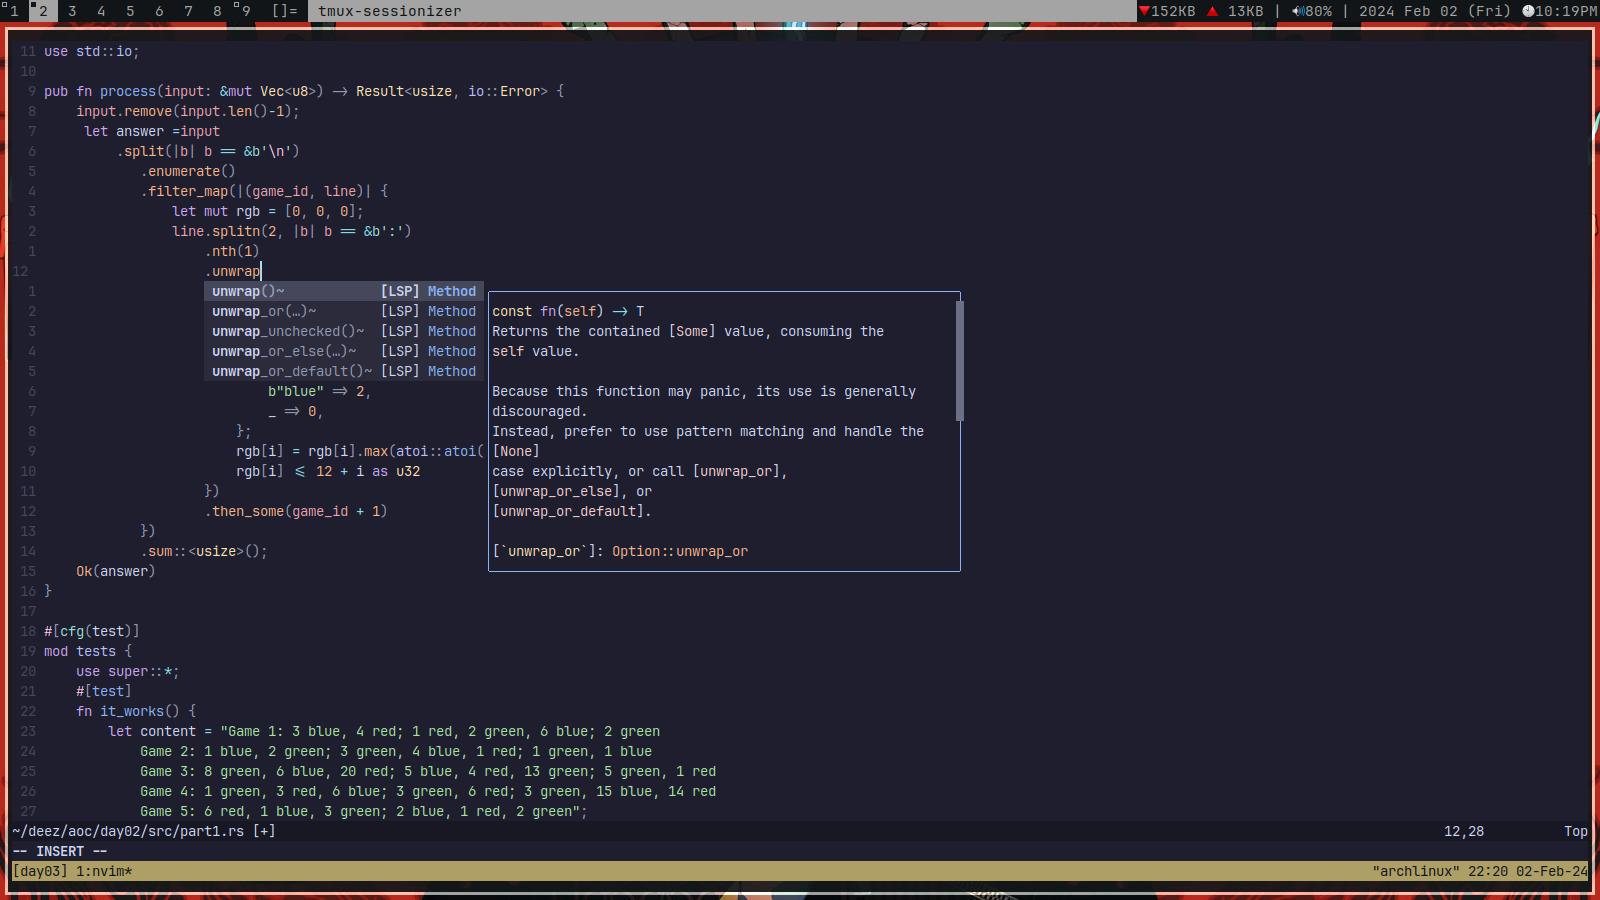 1 2 3 4 5 6 7 8 9 []= tmux-sessionizer ▼152KB ▲ 13KB | 🔊80% | 2024 Feb 02 (Fri) 🕙10:19PM
11 use std::io;
10
9 pub fn process(input: &mut Vec<u8>) -> Result<usize, io::Error> {
8     input.remove(input.len()-1);
7      let answer =input
6          .split(|b| b == &b'\n')
5             .enumerate()
4             .filter_map(|(game_id, line)| {
3                 let mut rgb = [0, 0, 0];
2                 line.splitn(2, |b| b == &b':')
1                     .nth(1)
12                     .unwrap
1 unwrap()~ [LSP] Method
2 unwrap_or(…)~ [LSP] Method const fn(self) -> T
3 unwrap_unchecked()~ [LSP] Method Returns the contained [Some] value, consuming the
4 unwrap_or_else(…)~ [LSP] Method self value.
5 unwrap_or_default()~ [LSP] Method
6                             b"blue" => 2, Because this function may panic, its use is generally
7                             _ => 0, discouraged.
8                         }; Instead, prefer to use pattern matching and handle the
9                         rgb[i] = rgb[i].max(atoi::atoi( [None]
10                         rgb[i] <= 12 + i as u32 case explicitly, or call [unwrap_or],
11                     }) [unwrap_or_else], or
12                     .then_some(game_id + 1) [unwrap_or_default].
13             })
14             .sum::<usize>(); [`unwrap_or`]: Option::unwrap_or
15     Ok(answer)
16 }
17
18 #[cfg(test)]
19 mod tests {
20     use super::*;
21     #[test]
22     fn it_works() {
23         let content = "Game 1: 3 blue, 4 red; 1 red, 2 green, 6 blue; 2 green
24             Game 2: 1 blue, 2 green; 3 green, 4 blue, 1 red; 1 green, 1 blue
25             Game 3: 8 green, 6 blue, 20 red; 5 blue, 4 red, 13 green; 5 green, 1 red
26             Game 4: 1 green, 3 red, 6 blue; 3 green, 6 red; 3 green, 15 blue, 14 red
27             Game 5: 6 red, 1 blue, 3 green; 2 blue, 1 red, 2 green";
~/deez/aoc/day02/src/part1.rs [+] 12,28 Top
-- INSERT --
[day03] 1:nvim* "archlinux" 22:20 02-Feb-24